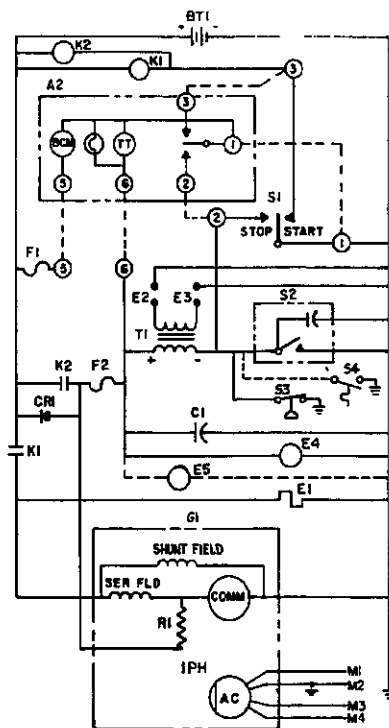 BT1
K2
K1
3
A2
3
BCM
TT
1
5
6
2
2
S1
STOP START
1
F1
5
6
E2
E3
T1
S2
+ -
K2
F2
S3
S4
CR1
C1
K1
E4
E5
E1
G1
SHUNT FIELD
SER FLD
COMM
R1
1PH
AC
M1
M2
M3
M4